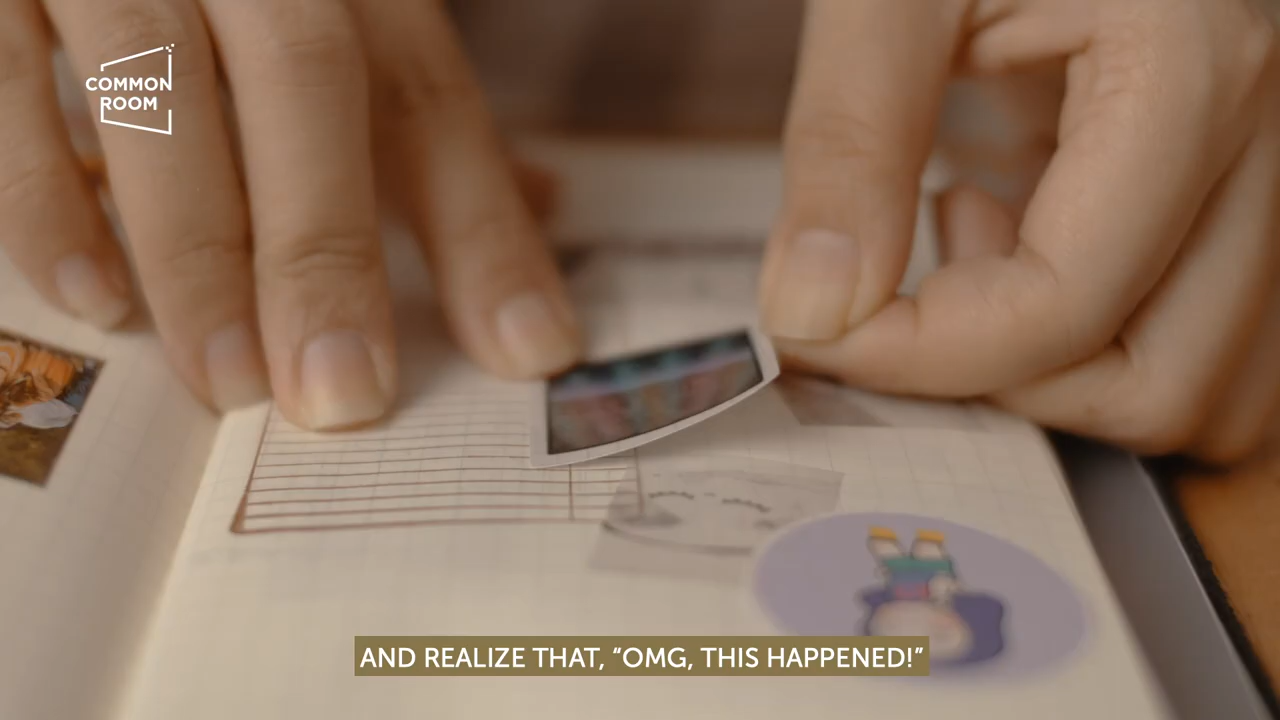 COMMON
ROOM
AND REALIZE THAT, “OMG, THIS HAPPENED!”